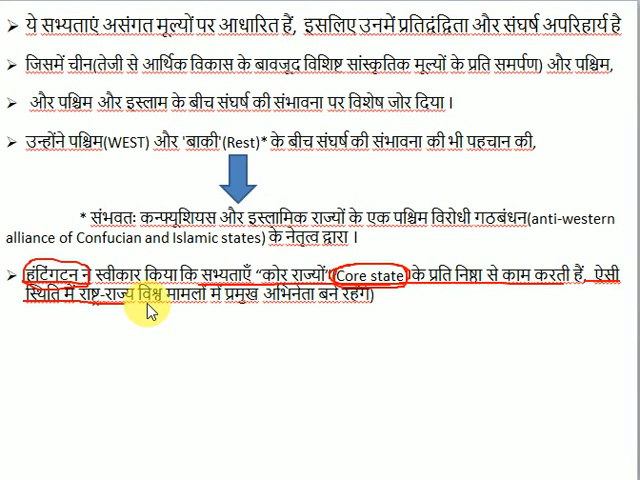 ➢ ये सभ्यताएं असंगत मूल्यों पर आधारित हैं, इसलिए उनमें प्रतिद्वंद्विता और संघर्ष अपरिहार्य है
➢ जिसमें चीन(तेजी से आर्थिक विकास के बावजूद विशिष्ट सांस्कृतिक मूल्यों के प्रति समर्पण) और पश्चिम,
➢ और पश्चिम और इस्लाम के बीच संघर्ष की संभावना पर विशेष जोर दिया ।
➢ उन्होंने पश्चिम(WEST) और 'बाकी'(Rest)* के बीच संघर्ष की संभावना की भी पहचान की,
* संभवतः कन्फ्यूशियस और इस्लामिक राज्यों के एक पश्चिम विरोधी गठबंधन(anti-western
alliance of Confucian and Islamic states) के नेतृत्व द्वारा ।
➢ हंटिंगटन ने स्वीकार किया कि सभ्यताएँ “कोर राज्यों” (Core state) के प्रति निष्ठा से काम करती हैं, ऐसी
स्थिति में राष्ट्र-राज्य विश्व मामलों में प्रमुख अभिनेता बने रहेंगे)